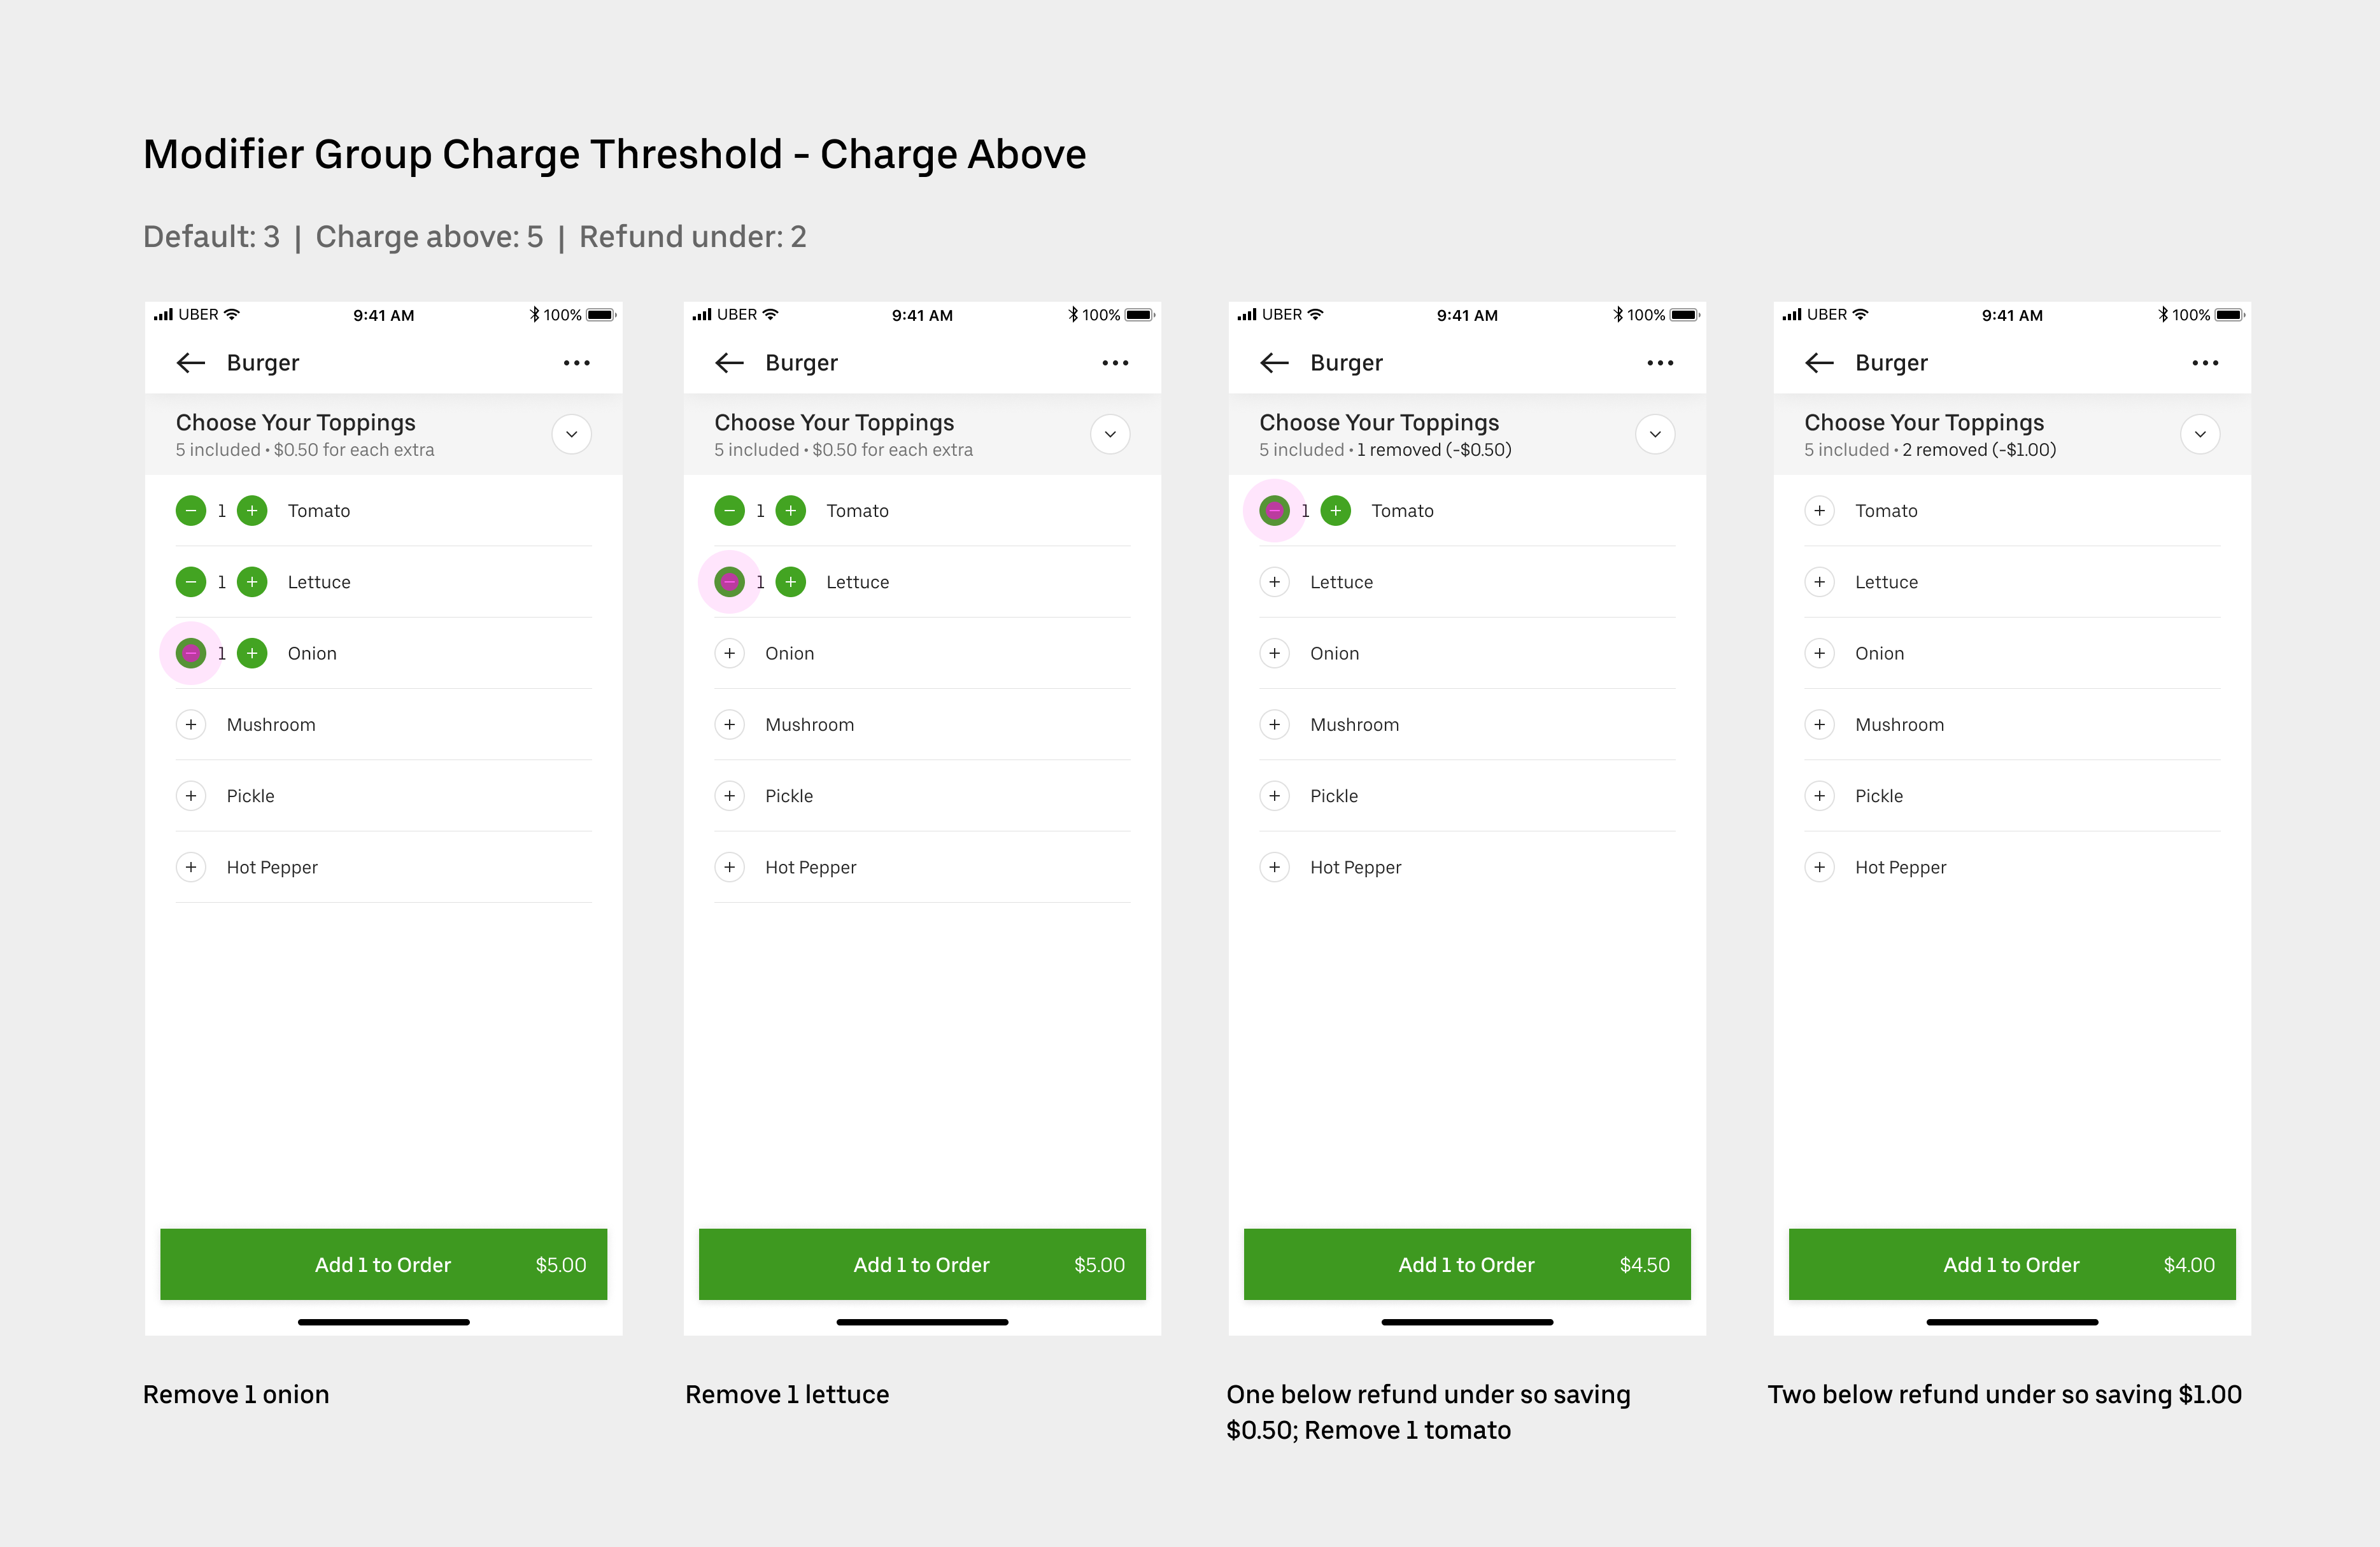 Modifier Group Charge Threshold - Charge Above
Default: 3 | Charge above: 5 | Refund under: 2
UBER 9:41 AM 100%
Burger
Choose Your Toppings
5 included • $0.50 for each extra
1 Tomato
1 Lettuce
1 Onion
Mushroom
Pickle
Hot Pepper
Add 1 to Order $5.00
Remove 1 onion
UBER 9:41 AM 100%
Burger
Choose Your Toppings
5 included • $0.50 for each extra
1 Tomato
1 Lettuce
Onion
Mushroom
Pickle
Hot Pepper
Add 1 to Order $5.00
Remove 1 lettuce
UBER 9:41 AM 100%
Burger
Choose Your Toppings
5 included • 1 removed (-$0.50)
1 Tomato
Lettuce
Onion
Mushroom
Pickle
Hot Pepper
Add 1 to Order $4.50
One below refund under so saving
$0.50; Remove 1 tomato
UBER 9:41 AM 100%
Burger
Choose Your Toppings
5 included • 2 removed (-$1.00)
Tomato
Lettuce
Onion
Mushroom
Pickle
Hot Pepper
Add 1 to Order $4.00
Two below refund under so saving $1.00